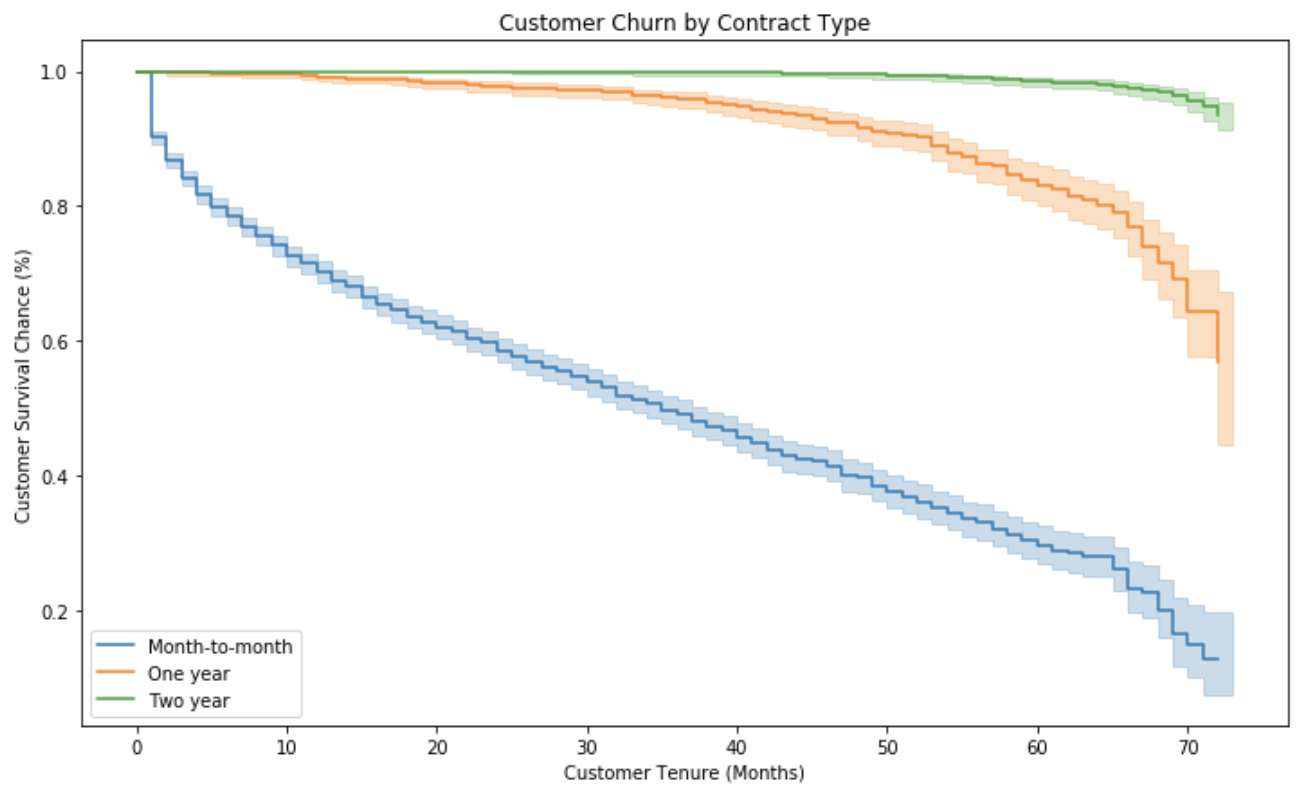 Customer Churn by Contract Type
1.0
0.8
0.6
0.4
0.2
Customer Survival Chance (%)
Month-to-month
One year
Two year
0 10 20 30 40 50 60 70
Customer Tenure (Months)